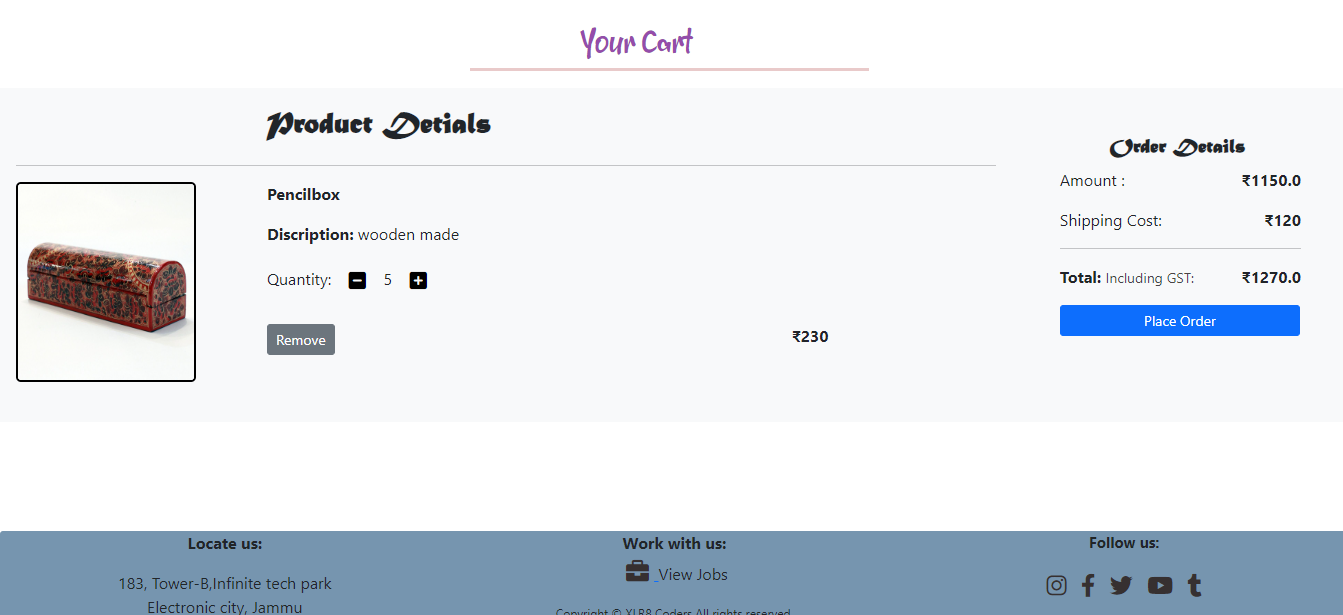 Your Cart
Product Detials
Pencilbox
Discription: wooden made
Quantity: 5
Remove ₹230
Order Details
Amount : ₹1150.0
Shipping Cost: ₹120
Total: Including GST: ₹1270.0
Place Order
Locate us:
183, Tower-B,Infinite tech park
Electronic city, Jammu
Work with us:
View Jobs
Copyright © XLR8 Coders All rights reserved
Follow us: